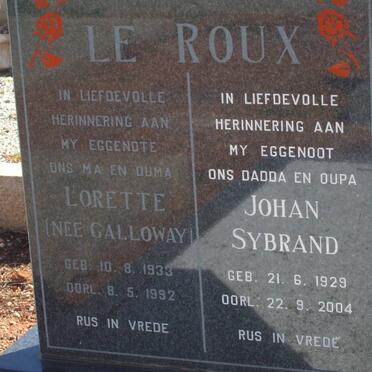 LE ROUX
IN LIEFDEVOLLE
HERINNERING AAN
MY EGGENOTE
ONS MA EN OUMA
LORETTE
(NEE GALLOWAY)
GEB. 10. 8. 1933
OORL. 8. 5. 1992
RUS IN VREDE
IN LIEFDEVOLLE
HERINNERING AAN
MY EGGENOOT
ONS DADDA EN OUPA
JOHAN
SYBRAND
GEB. 21. 6. 1929
OORL. 22. 9. 2004
RUS IN VREDE